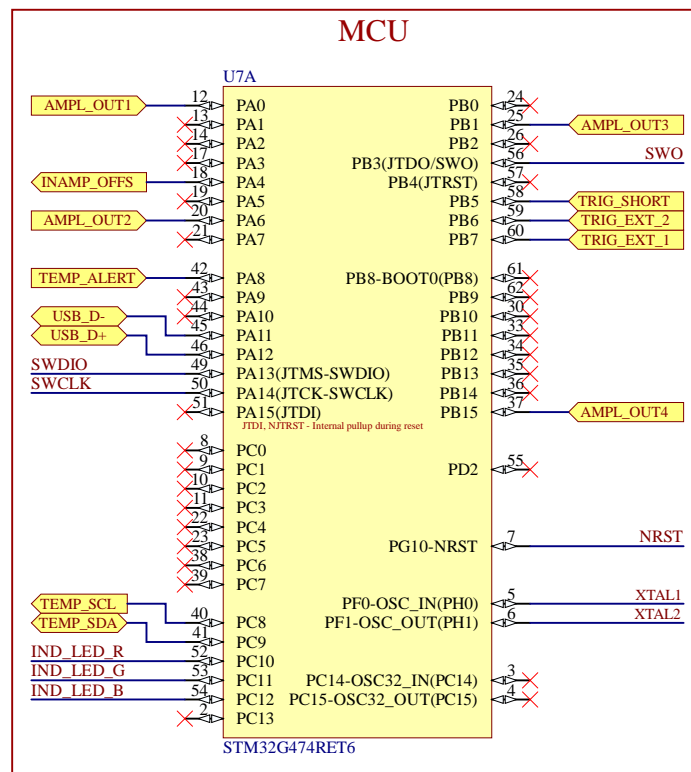 MCU
U7A
AMPL_OUT1 12 PA0 PB0 24
13 PA1 PB1 25 AMPL_OUT3
14 PA2 PB2 26
17 PA3 PB3(JTDO/SWO) 56 SWO
INAMP_OFFS 18 PA4 PB4(JTRST) 57
19 PA5 PB5 58 TRIG_SHORT
AMPL_OUT2 20 PA6 PB6 59 TRIG_EXT_2
21 PA7 PB7 60 TRIG_EXT_1
TEMP_ALERT 42 PA8 PB8-BOOT0(PB8) 61
43 PA9 PB9 62
USB_D- 44 PA10 PB10 30
USB_D+ 45 PA11 PB11 33
46 PA12 PB12 34
SWDIO 49 PA13(JTMS-SWDIO) PB13 35
SWCLK 50 PA14(JTCK-SWCLK) PB14 36
51 PA15(JTDI) PB15 37 AMPL_OUT4
JTDI, NJTRST - Internal pullup during reset
8 PC0
9 PC1 PD2 55
10 PC2
11 PC3
22 PC4
23 PC5 PG10-NRST 7 NRST
38 PC6
39 PC7
TEMP_SCL PF0-OSC_IN(PH0) 5 XTAL1
TEMP_SDA 40 PC8 PF1-OSC_OUT(PH1) 6 XTAL2
41 PC9
IND_LED_R 52 PC10
IND_LED_G 53 PC11 PC14-OSC32_IN(PC14) 3
IND_LED_B 54 PC12 PC15-OSC32_OUT(PC15) 4
2 PC13
STM32G474RET6